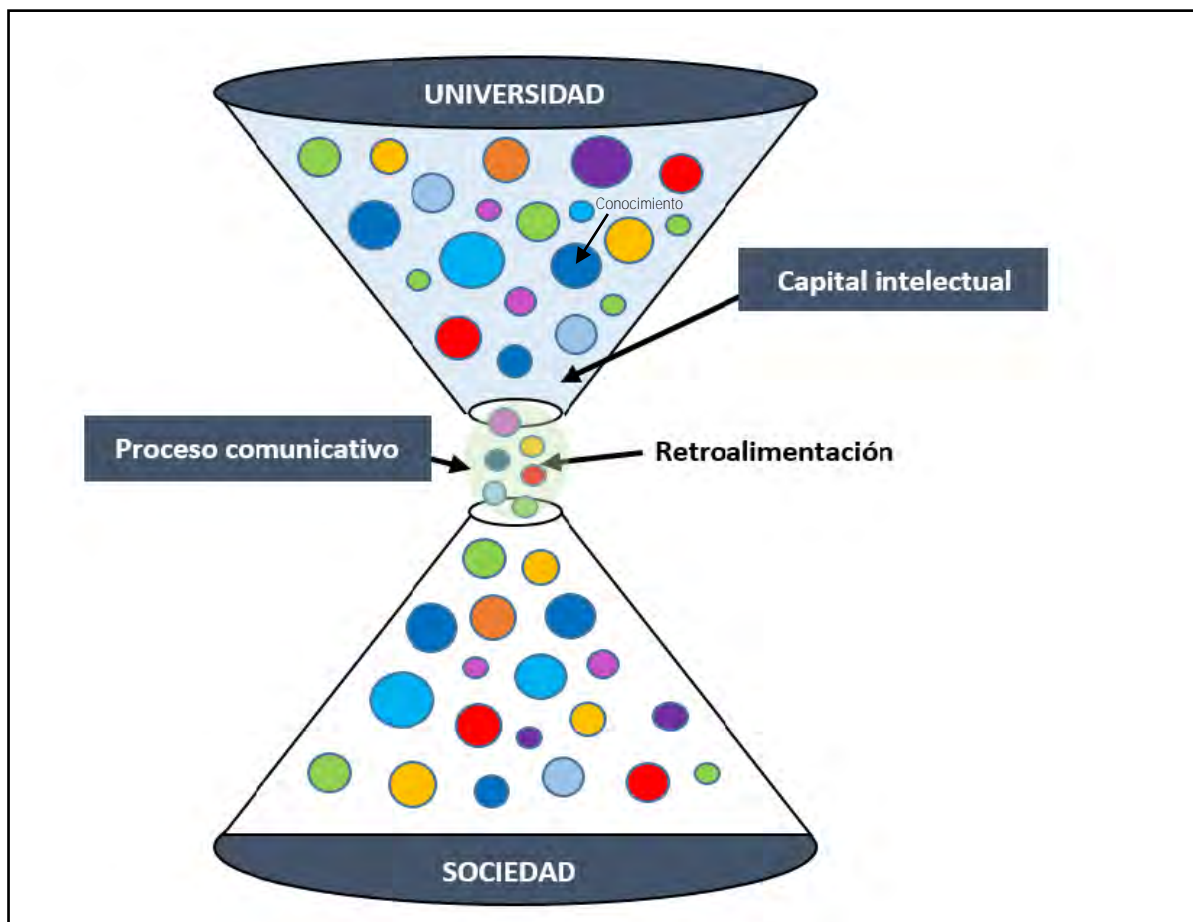 UNIVERSIDAD
Conocimiento
Capital intelectual
Proceso comunicativo
Retroalimentación
SOCIEDAD